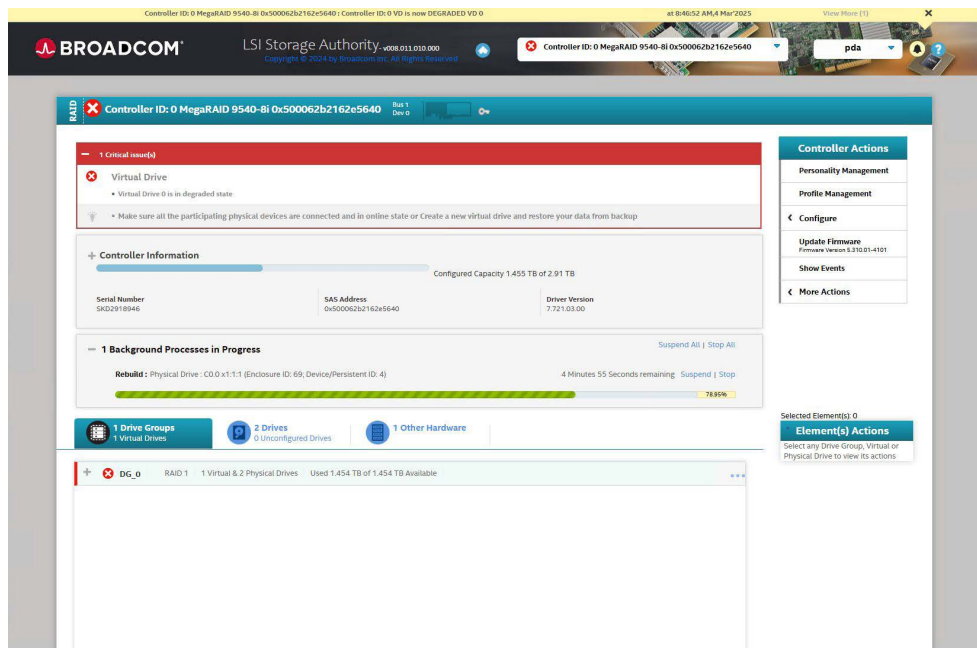 Controller ID: 0 MegaRAID 9540-8i 0x500062b2162e5640 : Controller ID: 0 VD is now DEGRADED VD 0 at 8:46:52 AM,4 Mar'2025 View More (1)
BROADCOM
LSI Storage Authority- v008.011.010.000
Copyright © 2024 by Broadcom Inc. All Rights Reserved
Controller ID: 0 MegaRAID 9540-8i 0x500062b2162e5640
pda
RAID
Controller ID: 0 MegaRAID 9540-8i 0x500062b2162e5640
Bus 1
Dev 0
1 Critical issue(s)
Virtual Drive
• Virtual Drive 0 is in degraded state
• Make sure all the participating physical devices are connected and in online state or Create a new virtual drive and restore your data from backup
Controller Information
Configured Capacity 1.455 TB of 2.91 TB
Serial Number SAS Address Driver Version
SKD2918946 0x500062b2162e5640 7.721.03.00
1 Background Processes in Progress Suspend All | Stop All
Rebuild : Physical Drive : C0.0 x1:1:1 (Enclosure ID: 69; Device/Persistent ID: 4) 4 Minutes 55 Seconds remaining Suspend | Stop
78.95%
1 Drive Groups
1 Virtual Drives
2 Drives
0 Unconfigured Drives
1 Other Hardware
DG_0 RAID 1 1 Virtual & 2 Physical Drives Used 1.454 TB of 1.454 TB Available
Controller Actions
Personality Management
Profile Management
Configure
Update Firmware
Firmware Version 5.310.01-4101
Show Events
More Actions
Selected Element(s): 0
Element(s) Actions
Select any Drive Group, Virtual or
Physical Drive to view its actions